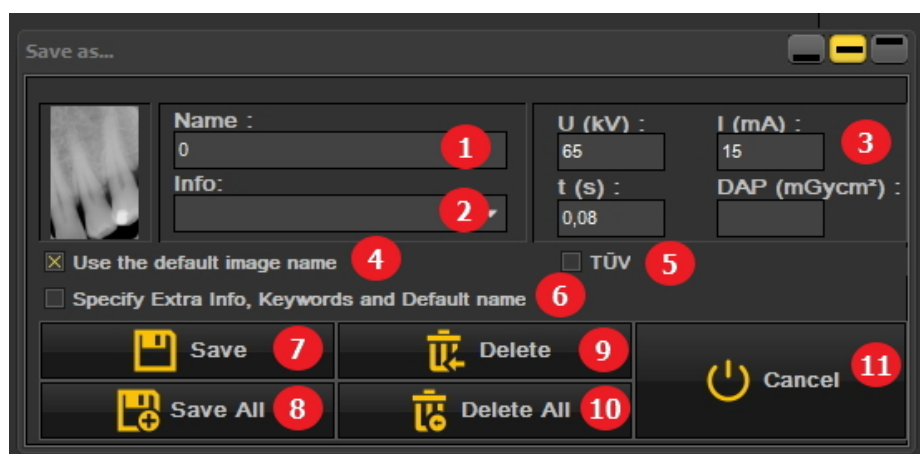 Save as...
Name :
0
1
Info:
2
U (kV) :
65
I (mA) :
15
3
t (s) :
0,08
DAP (mGycm²) :
Use the default image name
4
TŪV
5
Specify Extra Info, Keywords and Default name
6
Save
7
Delete
9
Cancel
11
Save All
8
Delete All
10